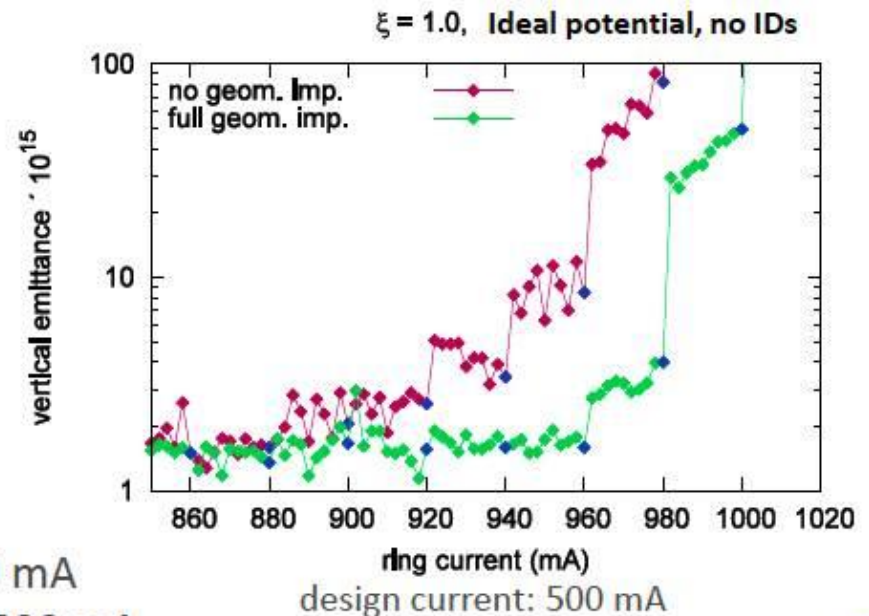 ξ = 1.0, Ideal potential, no IDs
100
no geom. Imp.
full geom. imp.
10
1
vertical emittance ´ 10^15
860 880 900 920 940 960 980 1000 1020
ring current (mA)
mA
design current: 500 mA